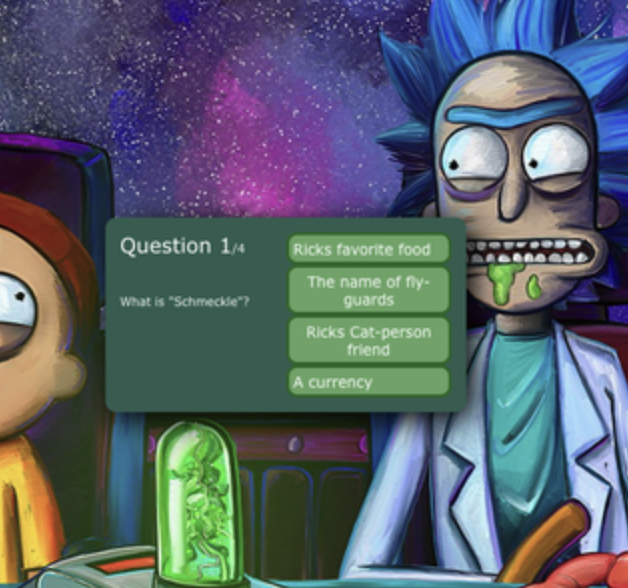 Question 1/4
What is "Schmeckle"?
Ricks favorite food
The name of fly-
guards
Ricks Cat-person
friend
A currency